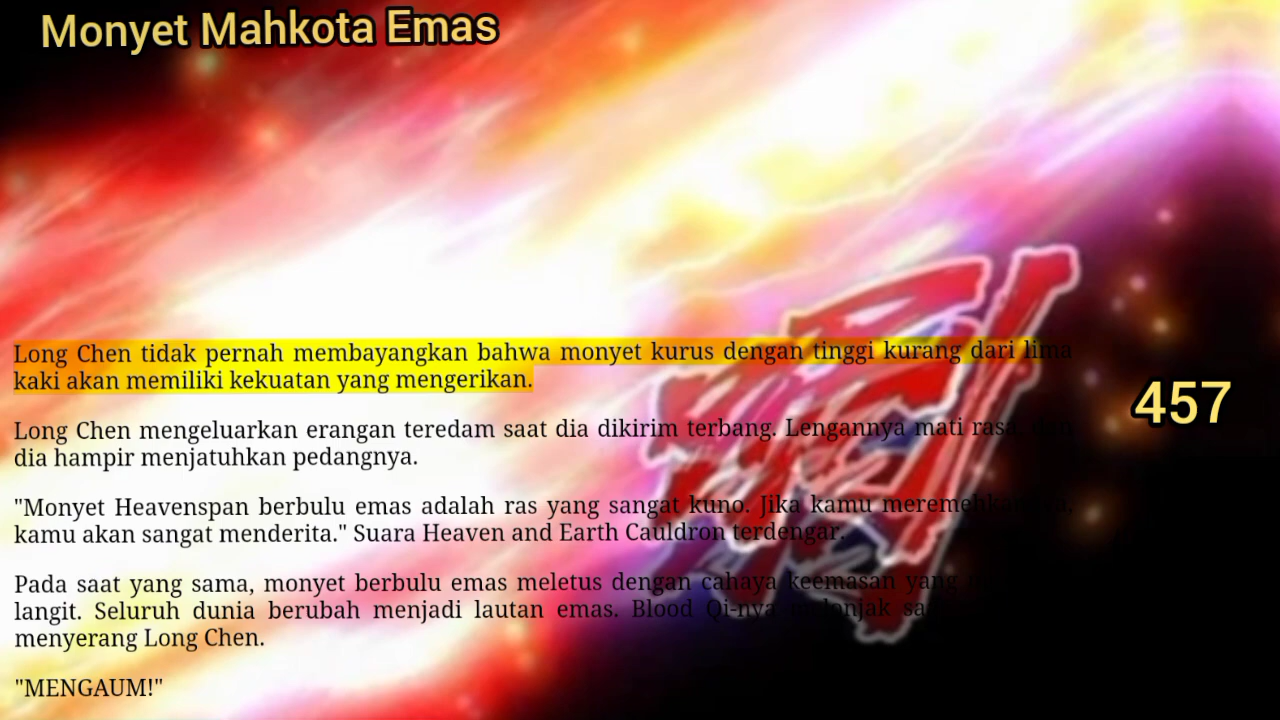 Monyet Mahkota Emas
Long Chen tidak pernah membayangkan bahwa monyet kurus dengan tinggi kurang dari lima
kaki akan memiliki kekuatan yang mengerikan.
457
Long Chen mengeluarkan erangan teredam saat dia dikirim terbang. Lengannya mati rasa, dan
dia hampir menjatuhkan pedangnya.
"Monyet Heavenspan berbulu emas adalah ras yang sangat kuno. Jika kamu meremehkannya,
kamu akan sangat menderita." Suara Heaven and Earth Cauldron terdengar.
Pada saat yang sama, monyet berbulu emas meletus dengan cahaya keemasan yang
langit. Seluruh dunia berubah menjadi lautan emas. Blood Qi-nya melonjak
menyerang Long Chen.
"MENGAUM!"